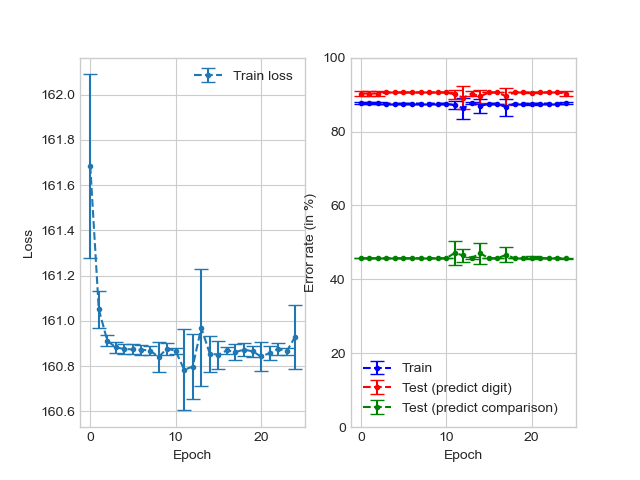 Train loss
162.0
161.8
161.6
161.4
161.2
161.0
160.8
160.6
Loss
0
10
20
Epoch
100
80
60
40
20
0
Error rate (in %)
Train
Test (predict digit)
Test (predict comparison)
0
10
20
Epoch